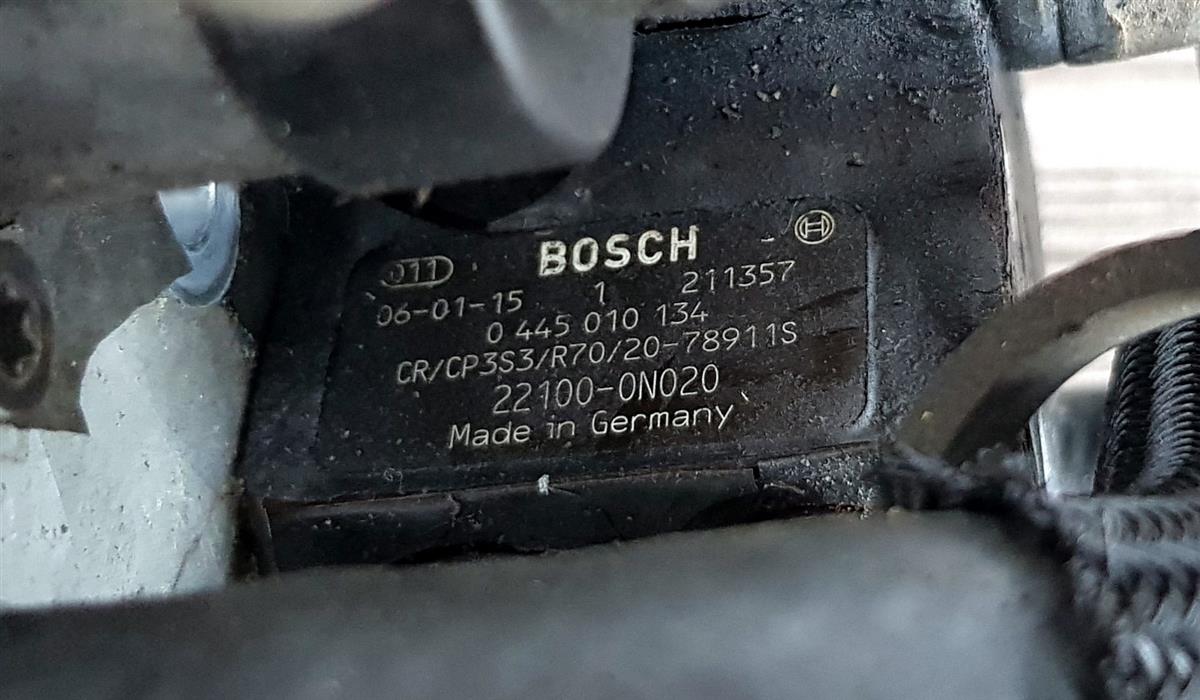 011 BOSCH
06-01-15 1 211357
0 445 010 134
CR/CP3S3/R70/20-78911S
22100-0N020
Made in Germany